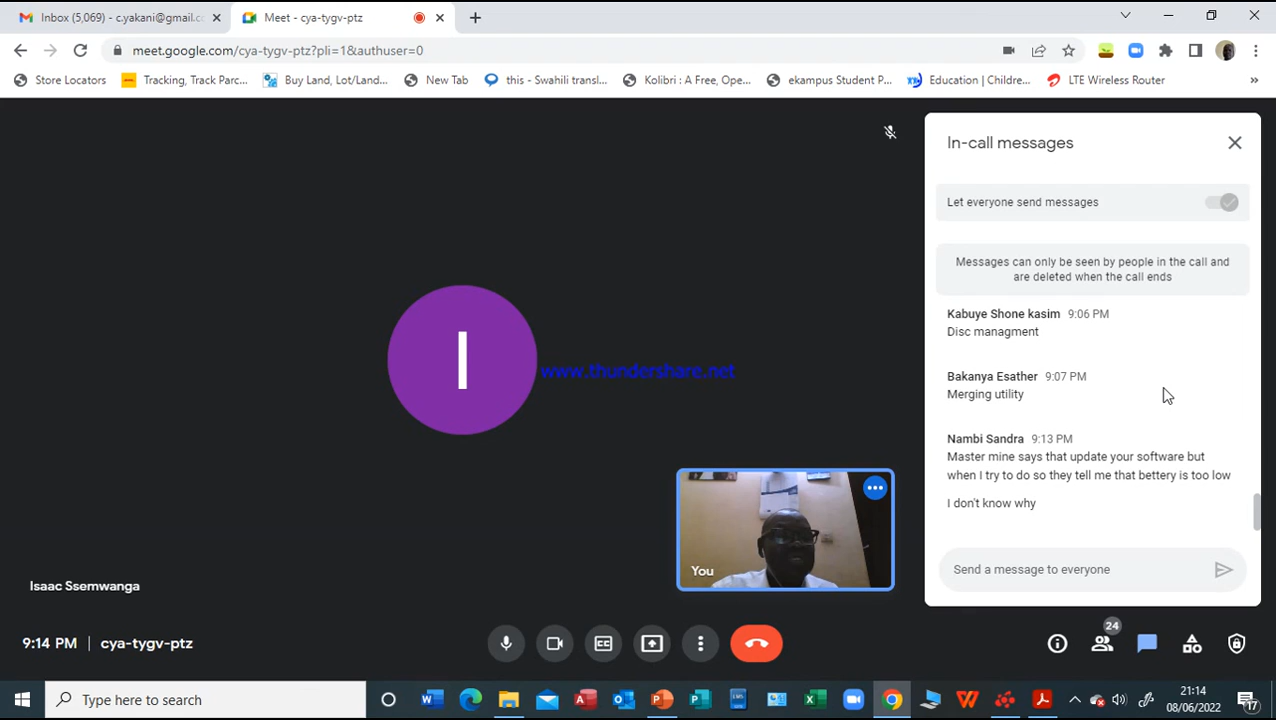 Inbox (5,069) - c.yakani@gmail.cc
Meet - cya-tygv-ptz
meet.google.com/cya-tygv-ptz?pli=1&authuser=0
Store Locators
Tracking, Track Parc...
Buy Land, Lot/Land...
New Tab
this - Swahili transl...
Kolibri : A Free, Ope...
ekampus Student P...
Education | Childre...
LTE Wireless Router
»
In-call messages
Let everyone send messages
Messages can only be seen by people in the call and
are deleted when the call ends
Kabuye Shone kasim 9:06 PM
Disc managment
Bakanya Esather 9:07 PM
Merging utility
Nambi Sandra 9:13 PM
Master mine says that update your software but
when I try to do so they tell me that bettery is too low
I don't know why
Send a message to everyone
I
www.thundershare.net
You
Isaac Ssemwanga
9:14 PM | cya-tygv-ptz
24
Type here to search
21:14
08/06/2022
17